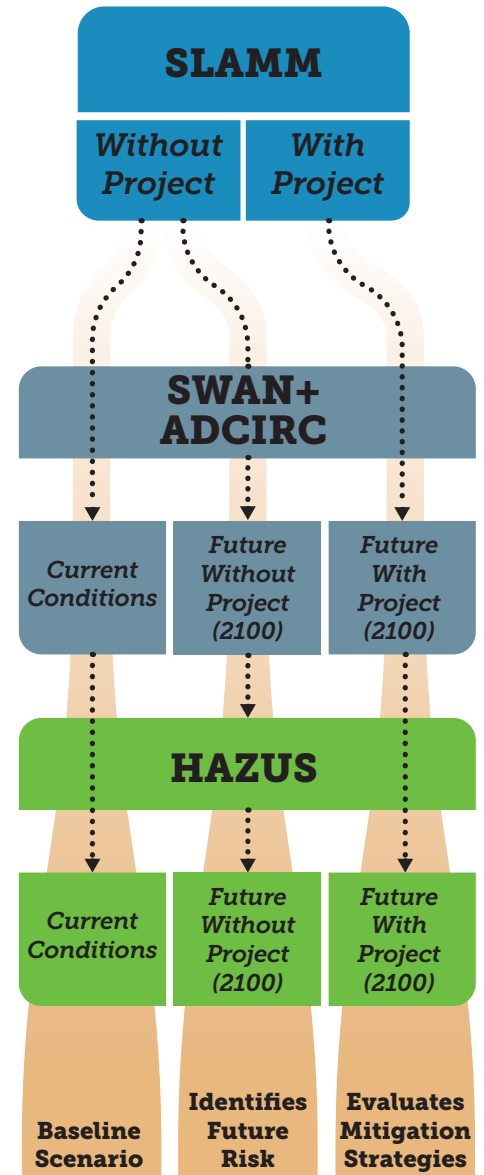 SLAMM
Without
Project
With
Project
SWAN+
ADCIRC
Current
Conditions
Future
Without
Project
(2100)
Future
With
Project
(2100)
HAZUS
Current
Conditions
Future
Without
Project
(2100)
Future
With
Project
(2100)
Baseline
Scenario
Identifies
Future
Risk
Evaluates
Mitigation
Strategies